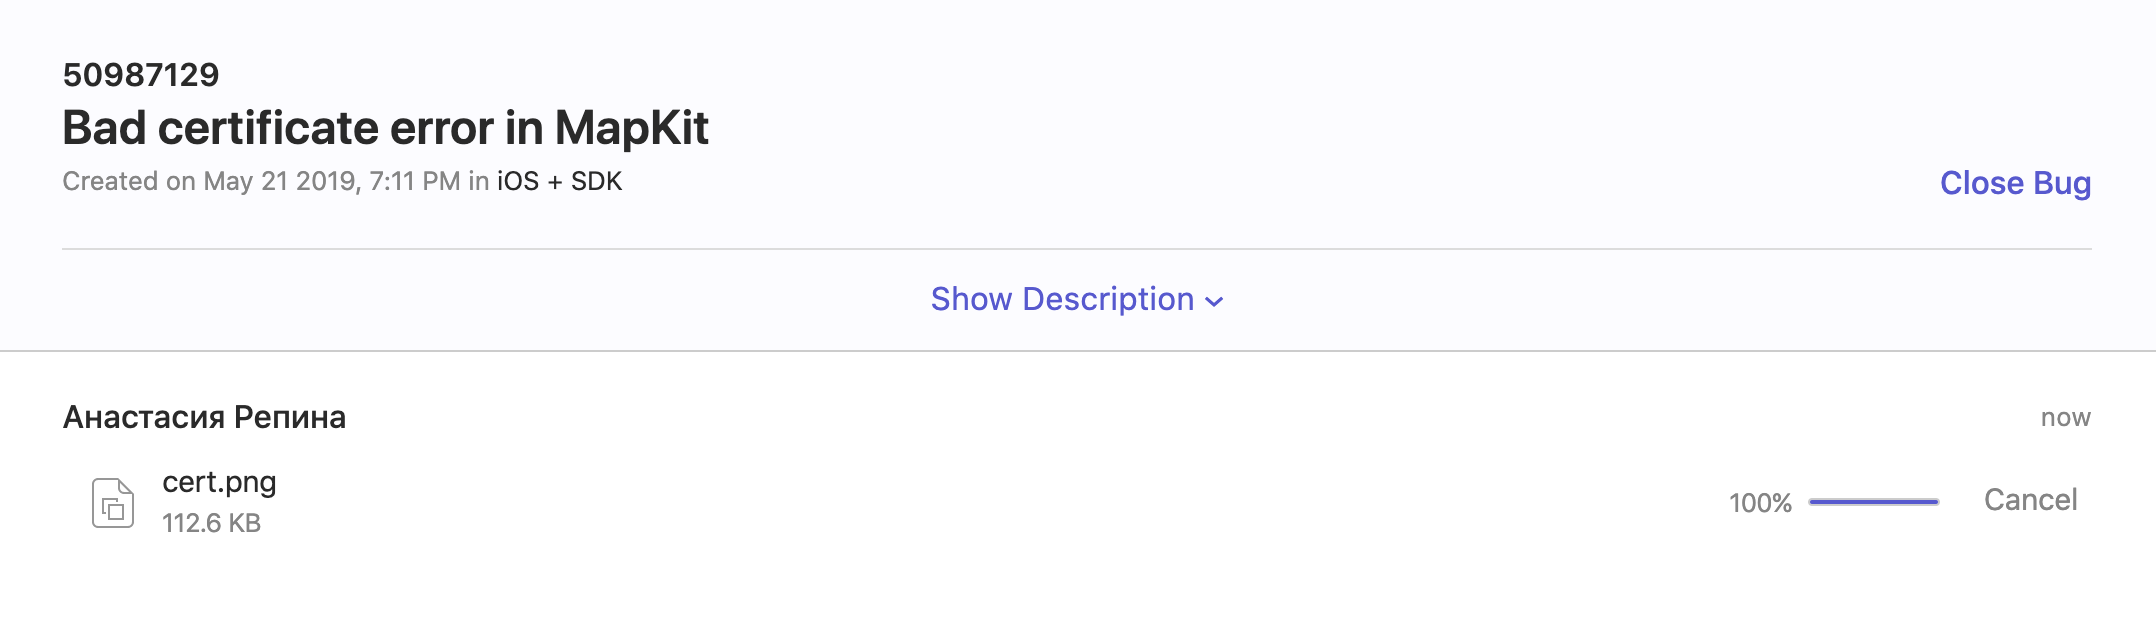 50987129
Bad certificate error in MapKit
Created on May 21 2019, 7:11 PM in iOS + SDK
Close Bug
Show Description
Анастасия Репина
now
cert.png
112.6 KB
100%
Cancel